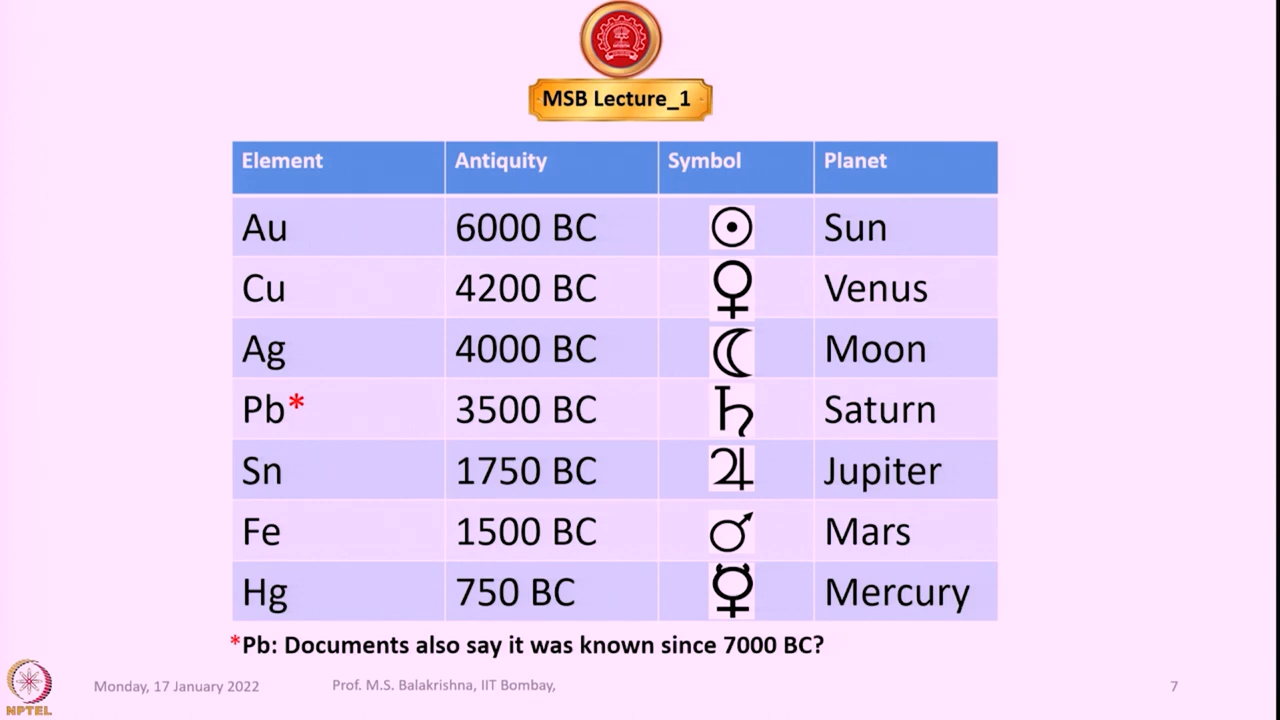 MSB Lecture_1
Element Antiquity Symbol Planet
Au 6000 BC ☉ Sun
Cu 4200 BC ♀ Venus
Ag 4000 BC ☾ Moon
Pb* 3500 BC ♄ Saturn
Sn 1750 BC ♃ Jupiter
Fe 1500 BC ♂ Mars
Hg 750 BC ☿ Mercury
*Pb: Documents also say it was known since 7000 BC?
Monday, 17 January 2022 Prof. M.S. Balakrishna, IIT Bombay, 7
NPTEL